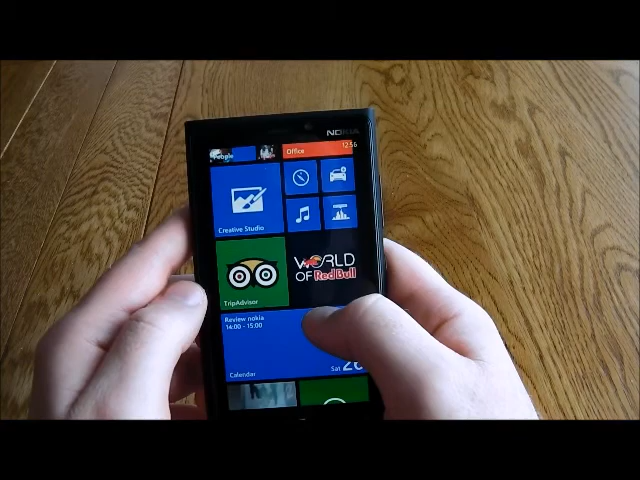 NOKIA
12:56
People
Office
Creative Studio
TripAdvisor
WORLD
OF Red Bull
Review nokia
14:00 - 15:00
Calendar
Sat 26